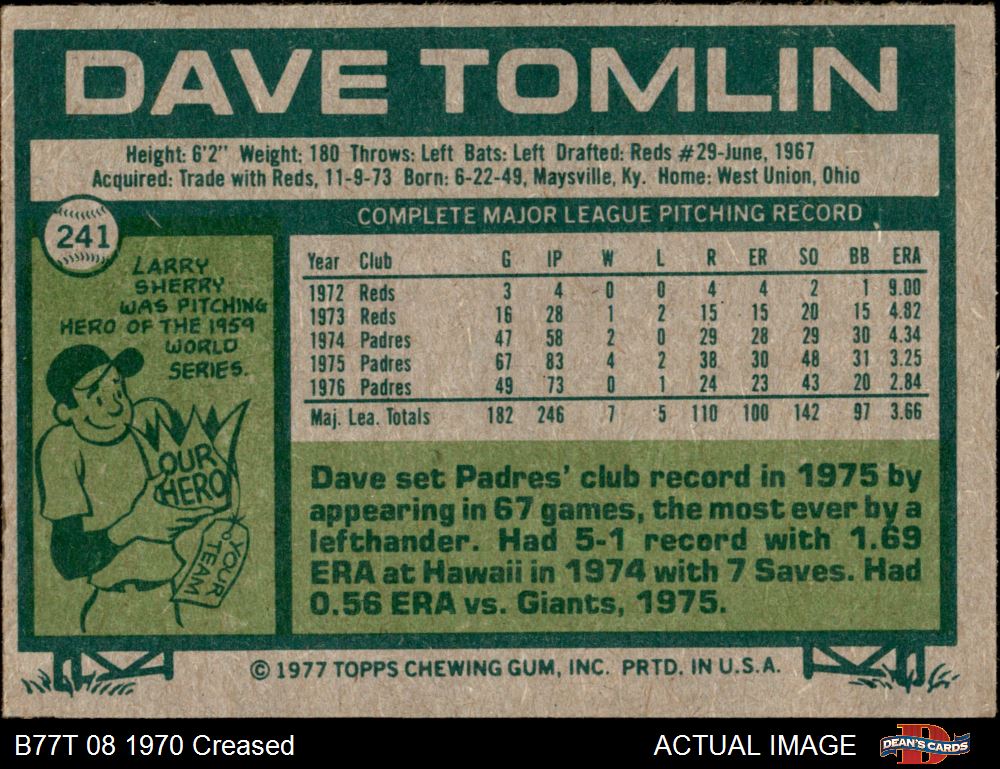 DAVE TOMLIN
Height: 6'2" Weight: 180 Throws: Left Bats: Left Drafted: Reds #29-June, 1967
Acquired: Trade with Reds, 11-9-73 Born: 6-22-49, Maysville, Ky. Home: West Union, Ohio
241
LARRY
SHERRY
WAS PITCHING
HERO OF THE 1959
WORLD
SERIES.
OUR
HERO
YOUR
TEAM
COMPLETE MAJOR LEAGUE PITCHING RECORD
Year Club G IP W L R ER SO BB ERA
1972 Reds 3 4 0 0 4 4 2 1 9.00
1973 Reds 16 28 1 2 15 15 20 15 4.82
1974 Padres 47 58 2 0 29 28 29 30 4.34
1975 Padres 67 83 4 2 38 30 48 31 3.25
1976 Padres 49 73 0 1 24 23 43 20 2.84
Maj. Lea. Totals 182 246 7 5 110 100 142 97 3.66
Dave set Padres' club record in 1975 by
appearing in 67 games, the most ever by a
lefthander. Had 5-1 record with 1.69
ERA at Hawaii in 1974 with 7 Saves. Had
0.56 ERA vs. Giants, 1975.
© 1977 TOPPS CHEWING GUM, INC. PRTD. IN U.S.A.
B77T 08 1970 Creased
ACTUAL IMAGE
DEAN'S CARDS